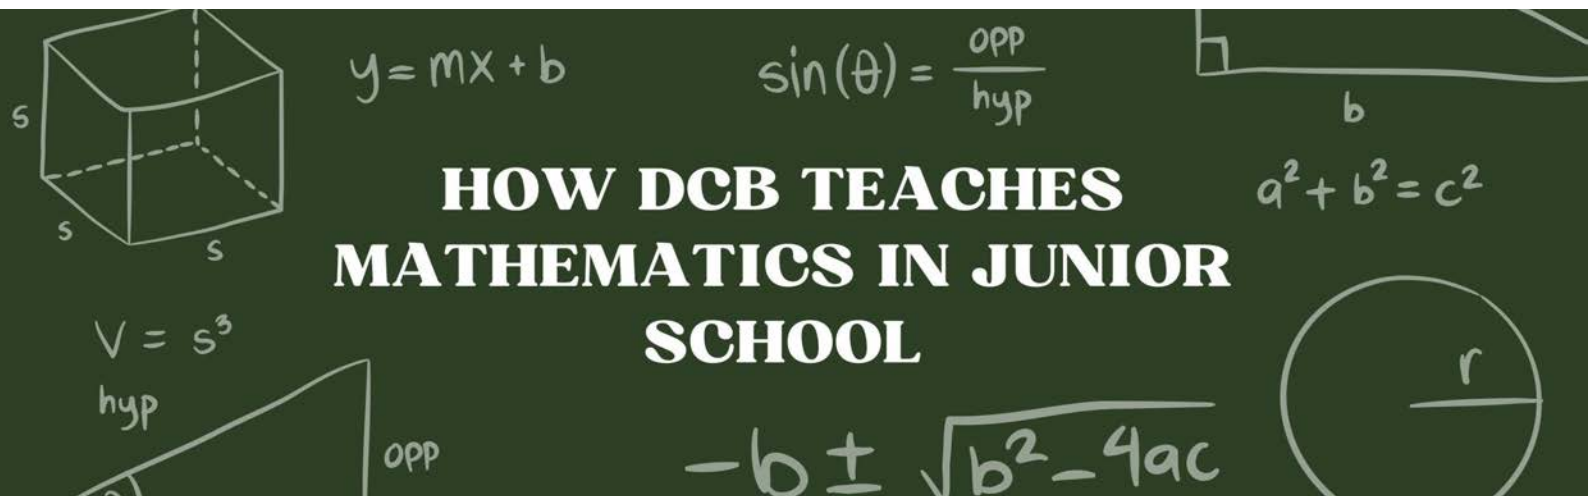 y = mx + b
sin(θ) = opp/hyp
b
s
a² + b² = c²
HOW DCB TEACHES
MATHEMATICS IN JUNIOR
SCHOOL
s
s
V = s³
r
hyp
opp
-b ± √b² - 4ac